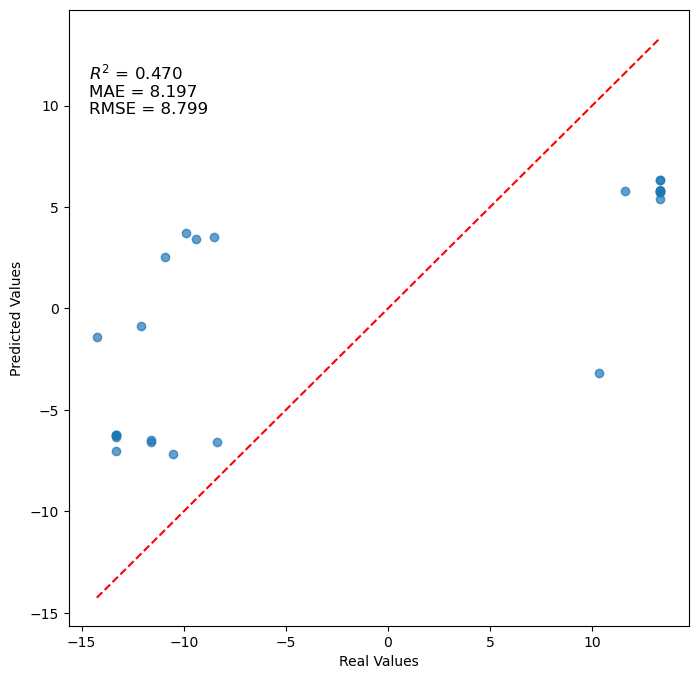 R² = 0.470
MAE = 8.197
RMSE = 8.799
10
5
0
−5
−10
−15
Predicted Values
−15 −10 −5 0 5 10
Real Values